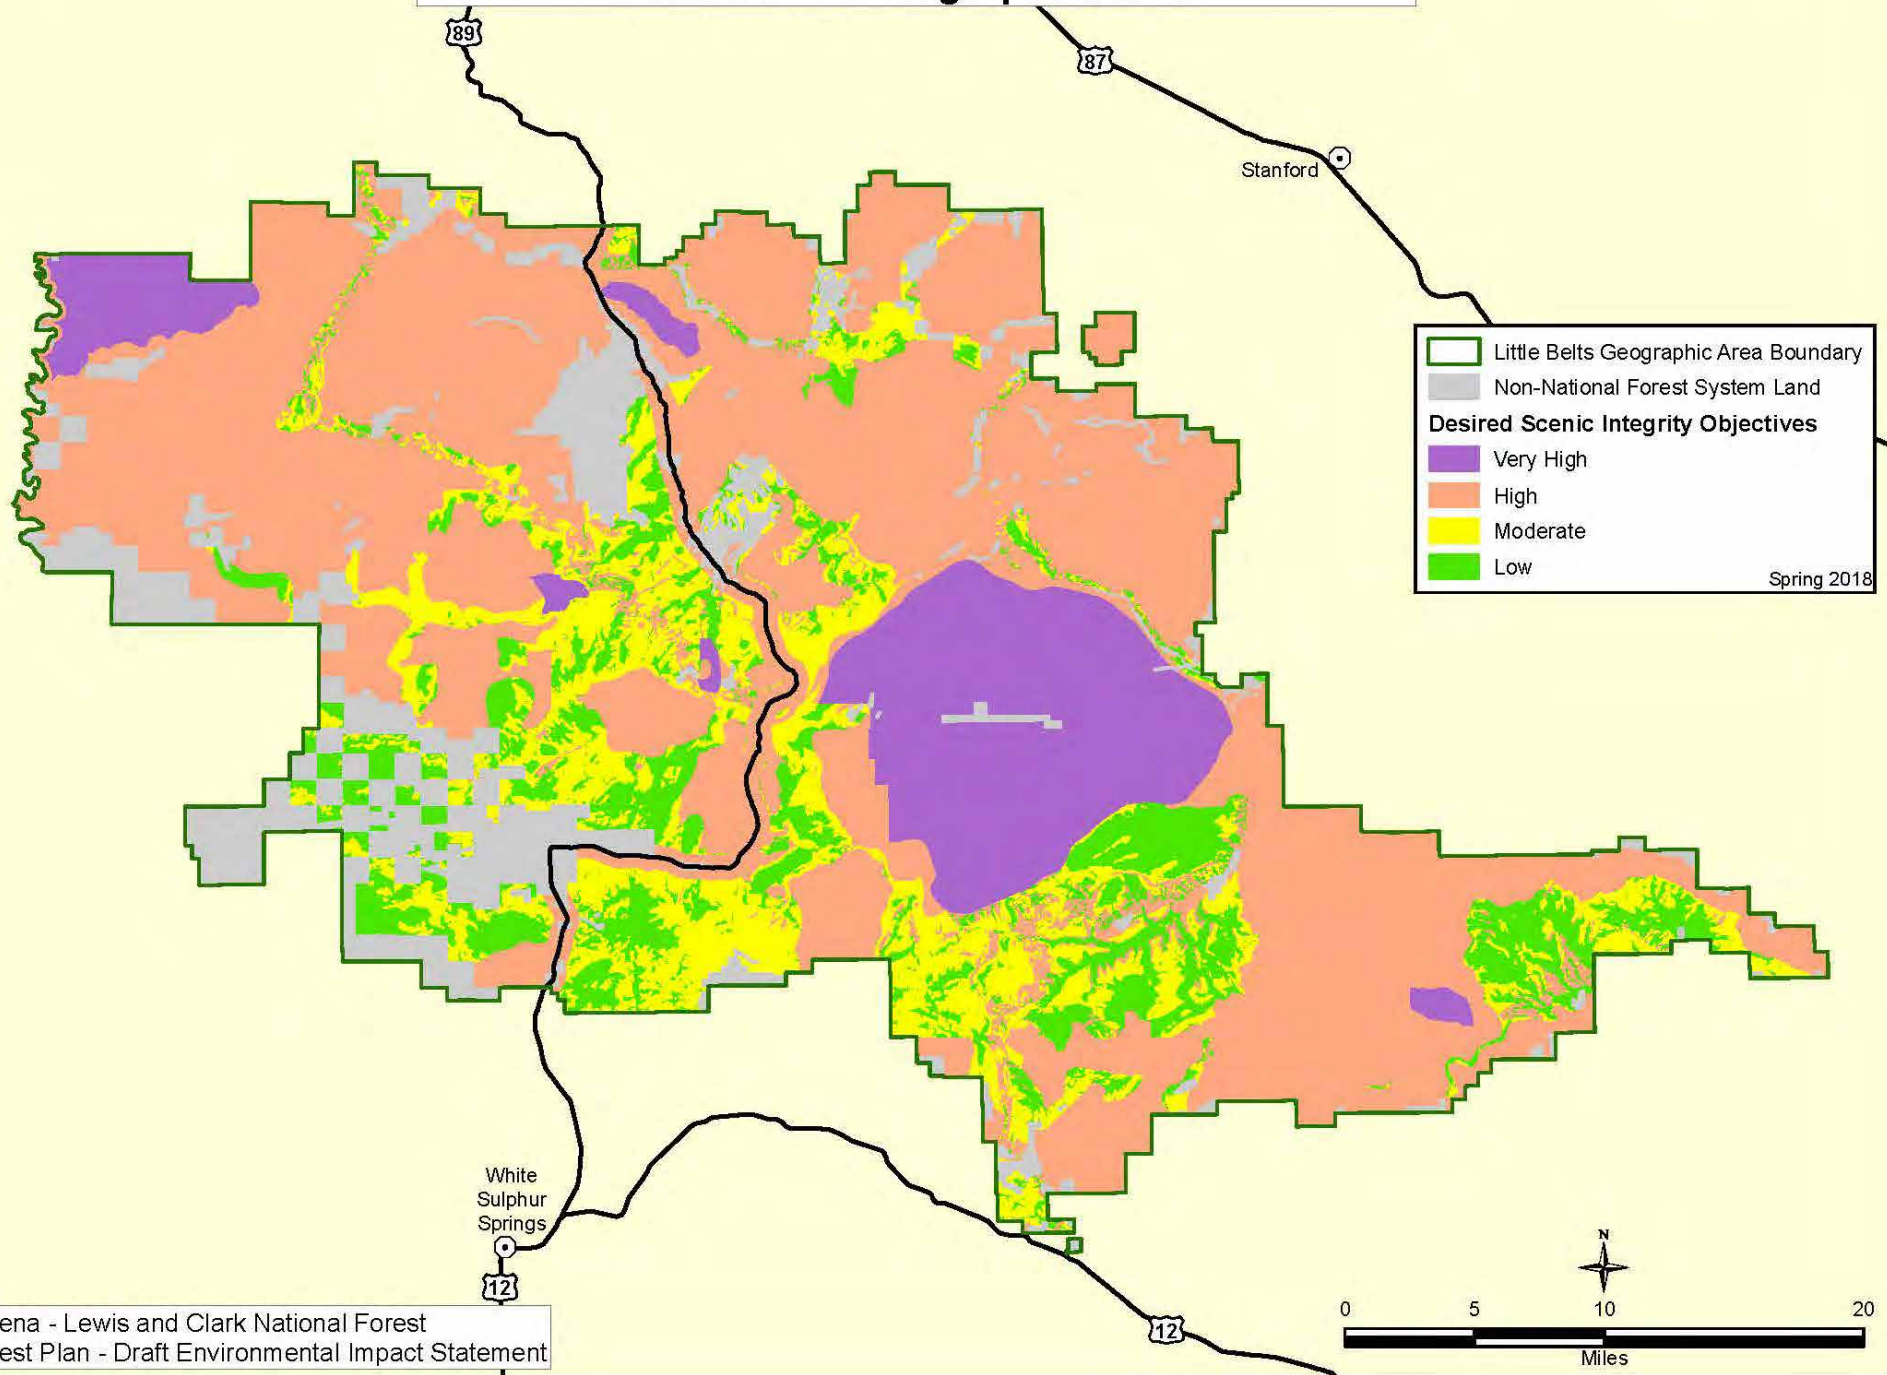 89
87
Stanford
Little Belts Geographic Area Boundary
Non-National Forest System Land
Desired Scenic Integrity Objectives
Very High
High
Moderate
Low
Spring 2018
White
Sulphur
Springs
12
12
N
0 5 10 20
Miles
ena - Lewis and Clark National Forest
est Plan - Draft Environmental Impact Statement